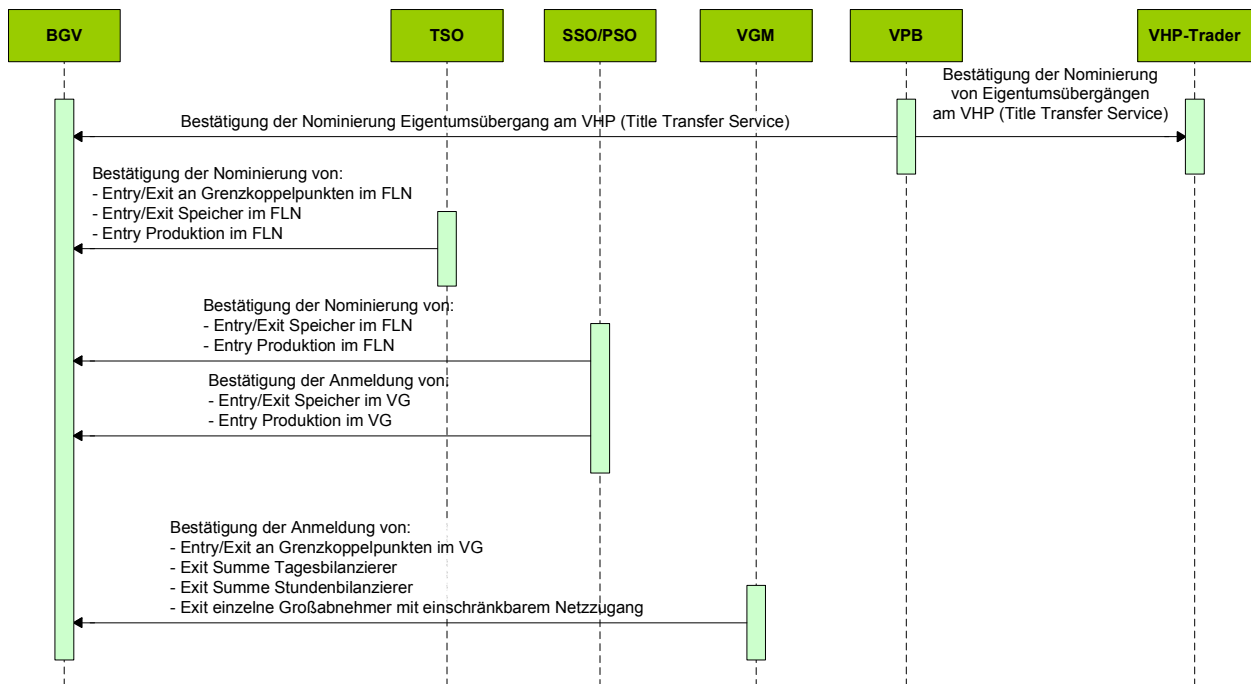 BGV
TSO
SSO/PSO
VGM
VPB
VHP-Trader
Bestätigung der Nominierung
von Eigentumsübergängen
am VHP (Title Transfer Service)
Bestätigung der Nominierung Eigentumsübergang am VHP (Title Transfer Service)
Bestätigung der Nominierung von:
- Entry/Exit an Grenzkoppelpunkten im FLN
- Entry/Exit Speicher im FLN
- Entry Produktion im FLN
Bestätigung der Nominierung von:
- Entry/Exit Speicher im FLN
- Entry Produktion im FLN
Bestätigung der Anmeldung von:
- Entry/Exit Speicher im VG
- Entry Produktion im VG
Bestätigung der Anmeldung von:
- Entry/Exit an Grenzkoppelpunkten im VG
- Exit Summe Tagesbilanzierer
- Exit Summe Stundenbilanzierer
- Exit einzelne Großabnehmer mit einschränkbarem Netzzugang